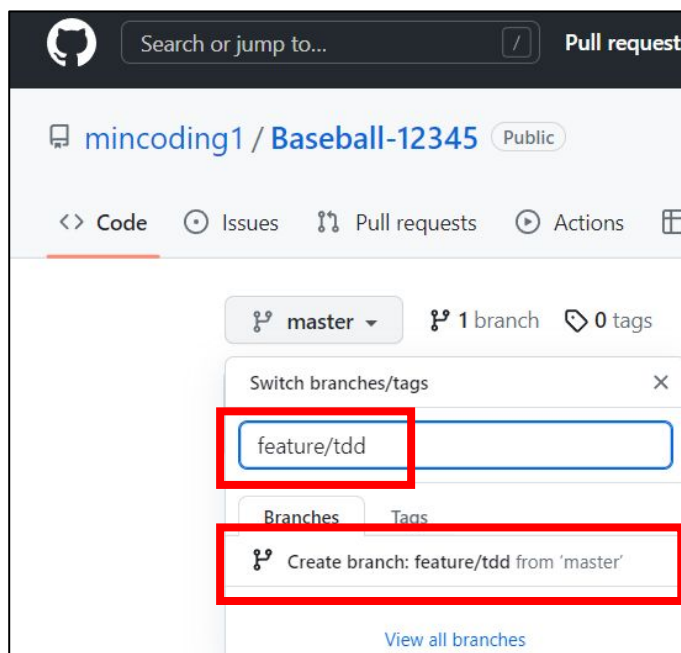 Search or jump to... / Pull request
mincoding1 / Baseball-12345 Public
Code Issues Pull requests Actions
master 1 branch 0 tags
Switch branches/tags
feature/tdd
Branches Tags
Create branch: feature/tdd from 'master'
View all branches